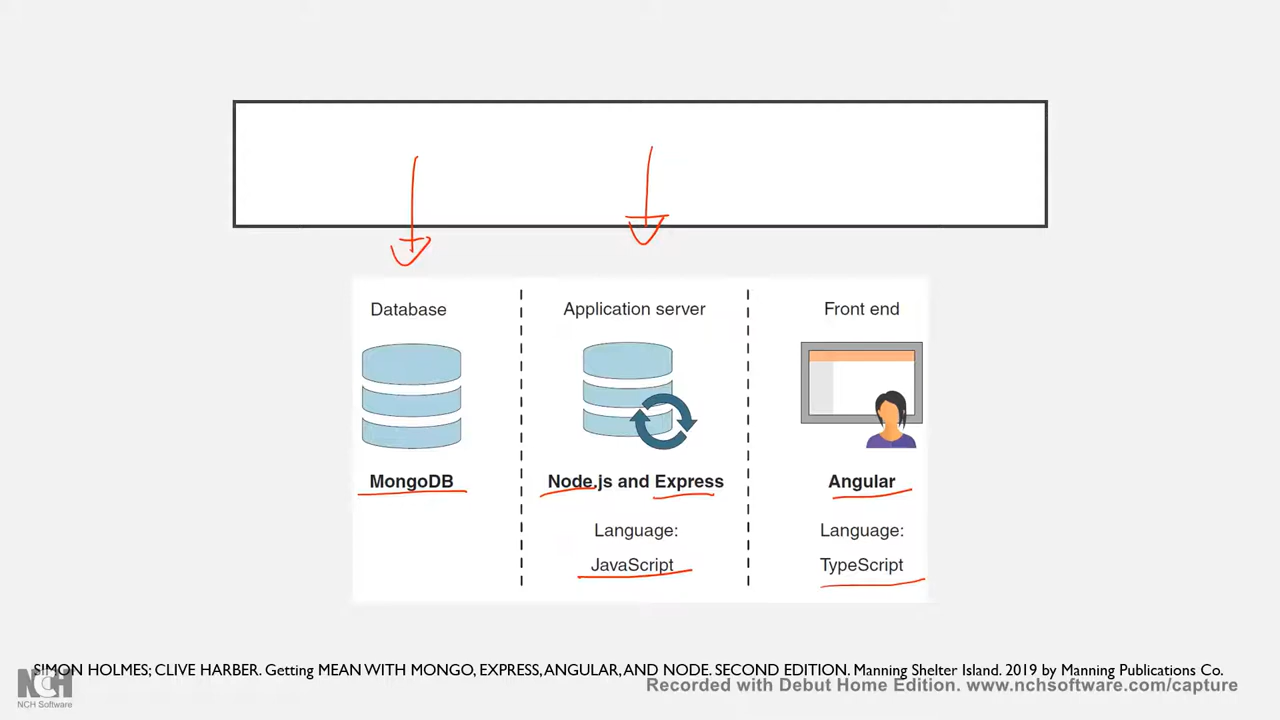 Database
Application server
Front end
MongoDB
Node.js and Express
Angular
Language:
Language:
JavaScript
TypeScript
SIMON HOLMES; CLIVE HARBER. Getting MEAN WITH MONGO, EXPRESS, ANGULAR, AND NODE. SECOND EDITION. Manning Shelter Island. 2019 by Manning Publications Co.
NCH
NCH Software
Recorded with Debut Home Edition. www.nchsoftware.com/capture